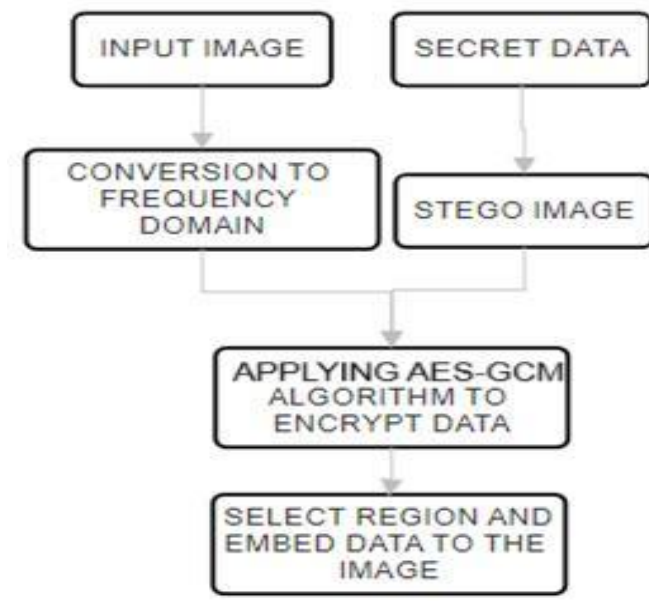 INPUT IMAGE
SECRET DATA
CONVERSION TO
FREQUENCY
DOMAIN
STEGO IMAGE
APPLYING AES-GCM
ALGORITHM TO
ENCRYPT DATA
SELECT REGION AND
EMBED DATA TO THE
IMAGE